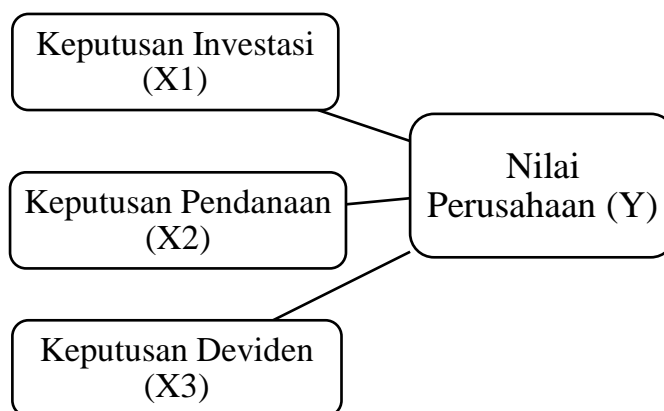 Keputusan Investasi
(X1)
Keputusan Pendanaan
(X2)
Keputusan Deviden
(X3)
Nilai
Perusahaan (Y)